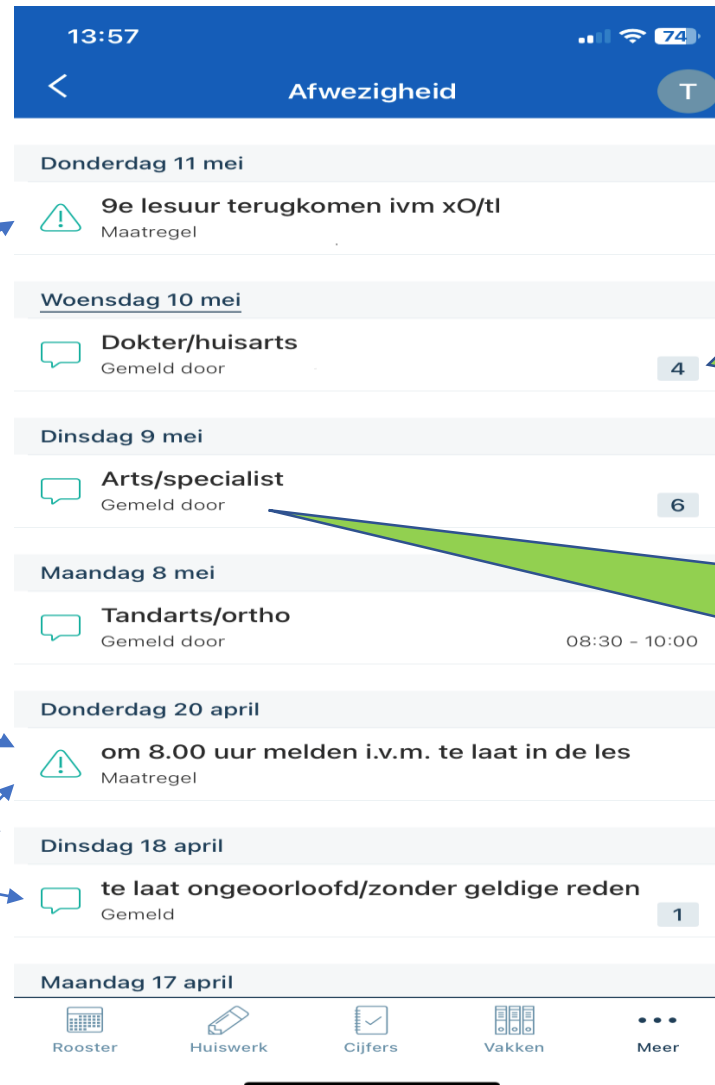 13:57
74
Afwezigheid
T
Donderdag 11 mei
9e lesuur terugkomen ivm xO/tl
Maatregel
Woensdag 10 mei
Dokter/huisarts
Gemeld door
4
Dinsdag 9 mei
Arts/specialist
Gemeld door
6
Maandag 8 mei
Tandarts/ortho
Gemeld door
08:30 - 10:00
Donderdag 20 april
om 8.00 uur melden i.v.m. te laat in de les
Maatregel
Dinsdag 18 april
te laat ongeoorloofd/zonder geldige reden
Gemeld
1
Maandag 17 april
Rooster Huiswerk Cijfers Vakken Meer